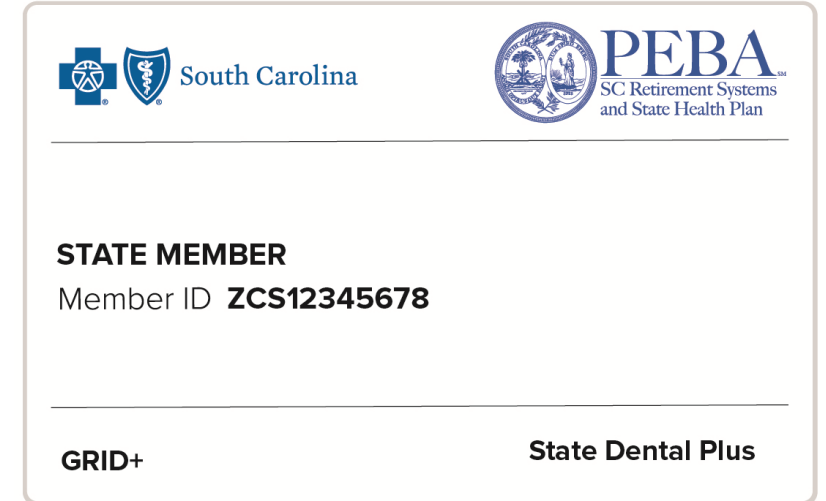 South Carolina
PEBA SM
SC Retirement Systems
and State Health Plan
STATE MEMBER
Member ID ZCS12345678
GRID+
State Dental Plus